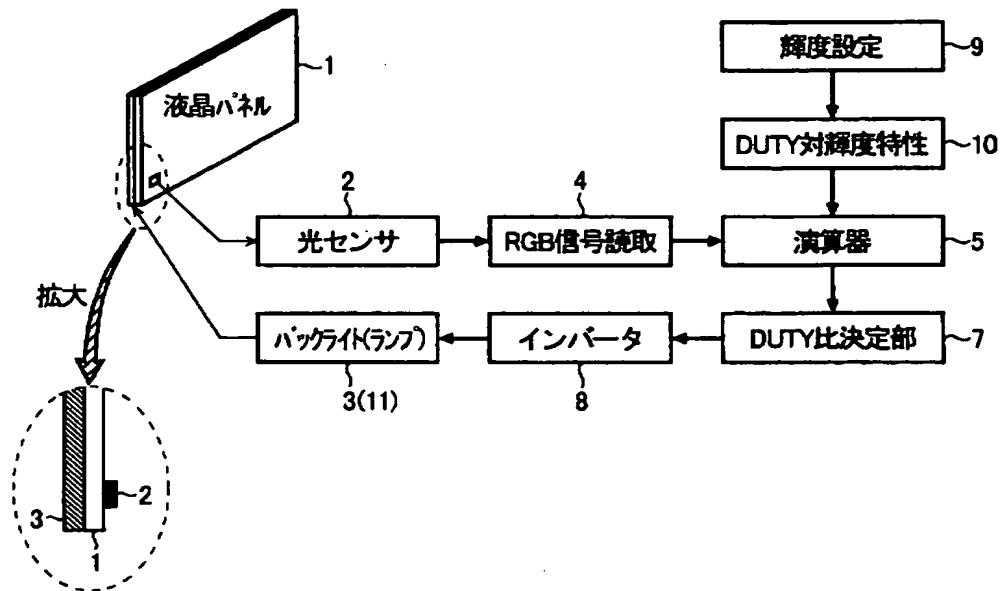 輝度設定
9
1
液晶パネル
DUTY対輝度特性
10
2
4
光センサ
RGB信号読取
演算器
5
拡大
バックライト(ランプ)
インバータ
DUTY比決定部
7
3(11)
8
2
3
1